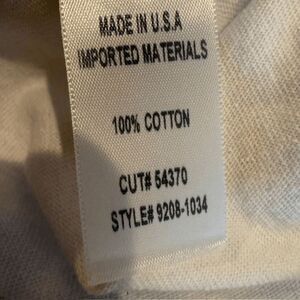 MADE IN U.S.A
IMPORTED MATERIALS
100% COTTON
CUT# 54370
STYLE# 9208-1034